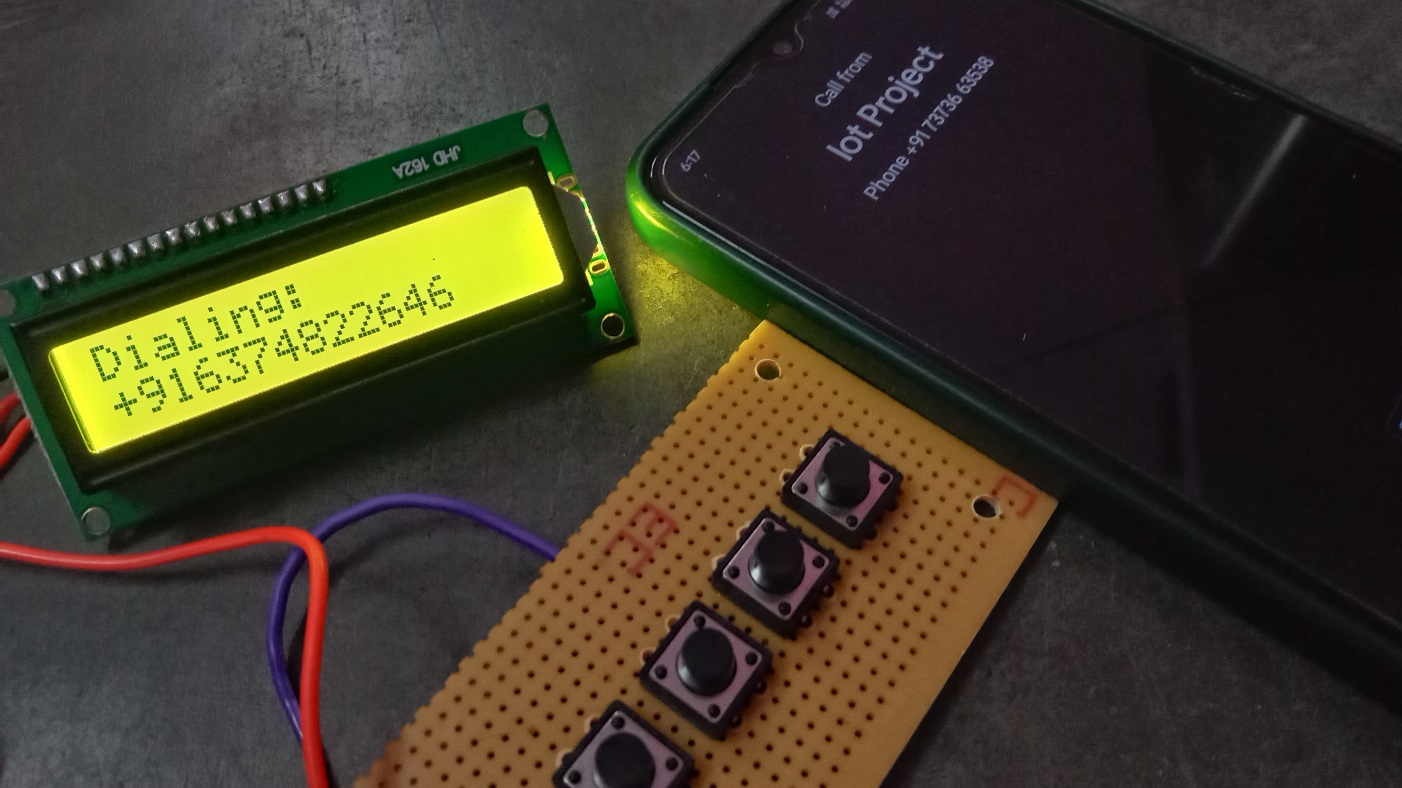 JHD 162A
Dialing:
+916374822646
6:17
Call from
Iot Project
Phone +91 73736 63538